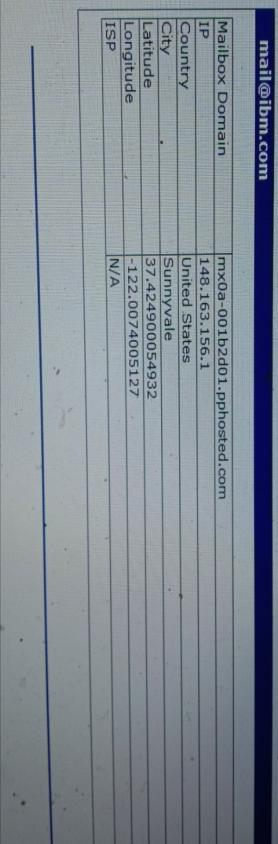 mail@ibm.com
Mailbox Domain mx0a-001b2d01.pphosted.com
IP 148.163.156.1
Country United States
City Sunnyvale
Latitude 37.424900054932
Longitude -122.0074005127
ISP N/A